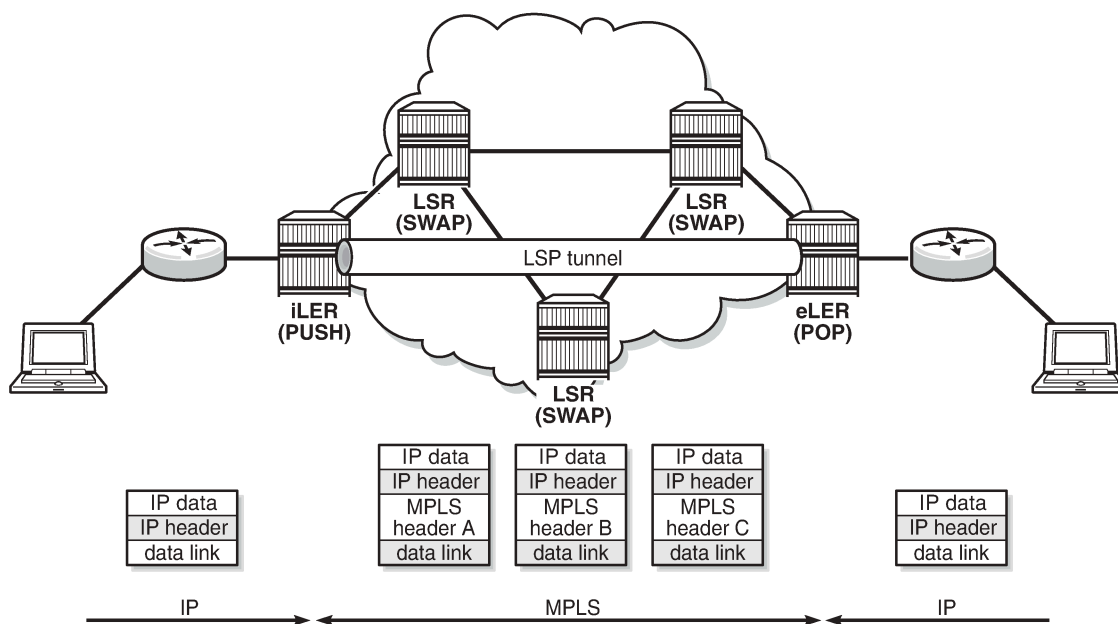 LSR
(SWAP)
LSR
(SWAP)
LSP tunnel
iLER
(PUSH)
eLER
(POP)
LSR
(SWAP)
IP data
IP header
data link
IP data
IP header
MPLS
header A
data link
IP data
IP header
MPLS
header B
data link
IP data
IP header
MPLS
header C
data link
IP data
IP header
data link
IP
MPLS
IP